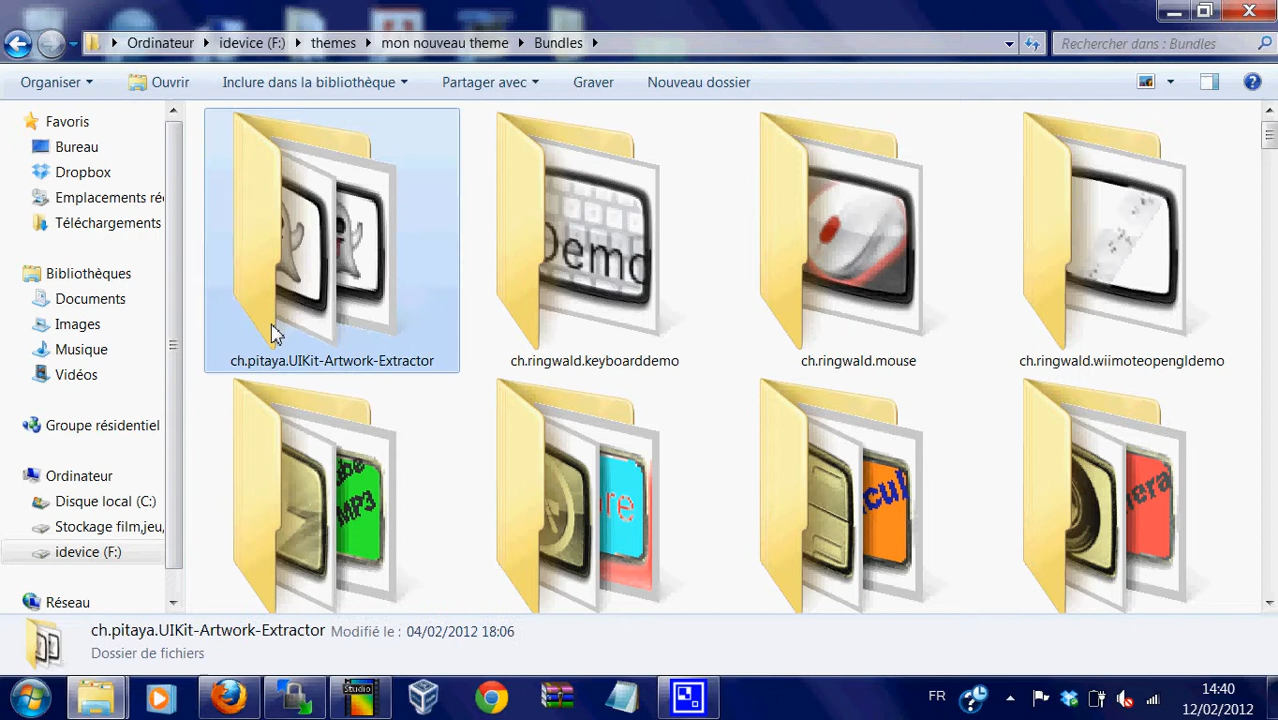 Ordinateur idevice (F:) themes mon nouveau theme Bundles
Rechercher dans : Bundles
Organiser Ouvrir Inclure dans la bibliothèque Partager avec Graver Nouveau dossier
Favoris
Bureau
Dropbox
Emplacements ré
Téléchargements
Bibliothèques
Documents
Images
Musique
Vidéos
Groupe résidentiel
Ordinateur
Disque local (C:)
Stockage film,jeu,
idevice (F:)
Réseau
Demo
ch.pitaya.UIKit-Artwork-Extractor ch.ringwald.keyboarddemo ch.ringwald.mouse ch.ringwald.wiimoteopengldemo
MP3
ch.pitaya.UIKit-Artwork-Extractor Modifié le : 04/02/2012 18:06
Dossier de fichiers
Studio
FR
14:40
12/02/2012